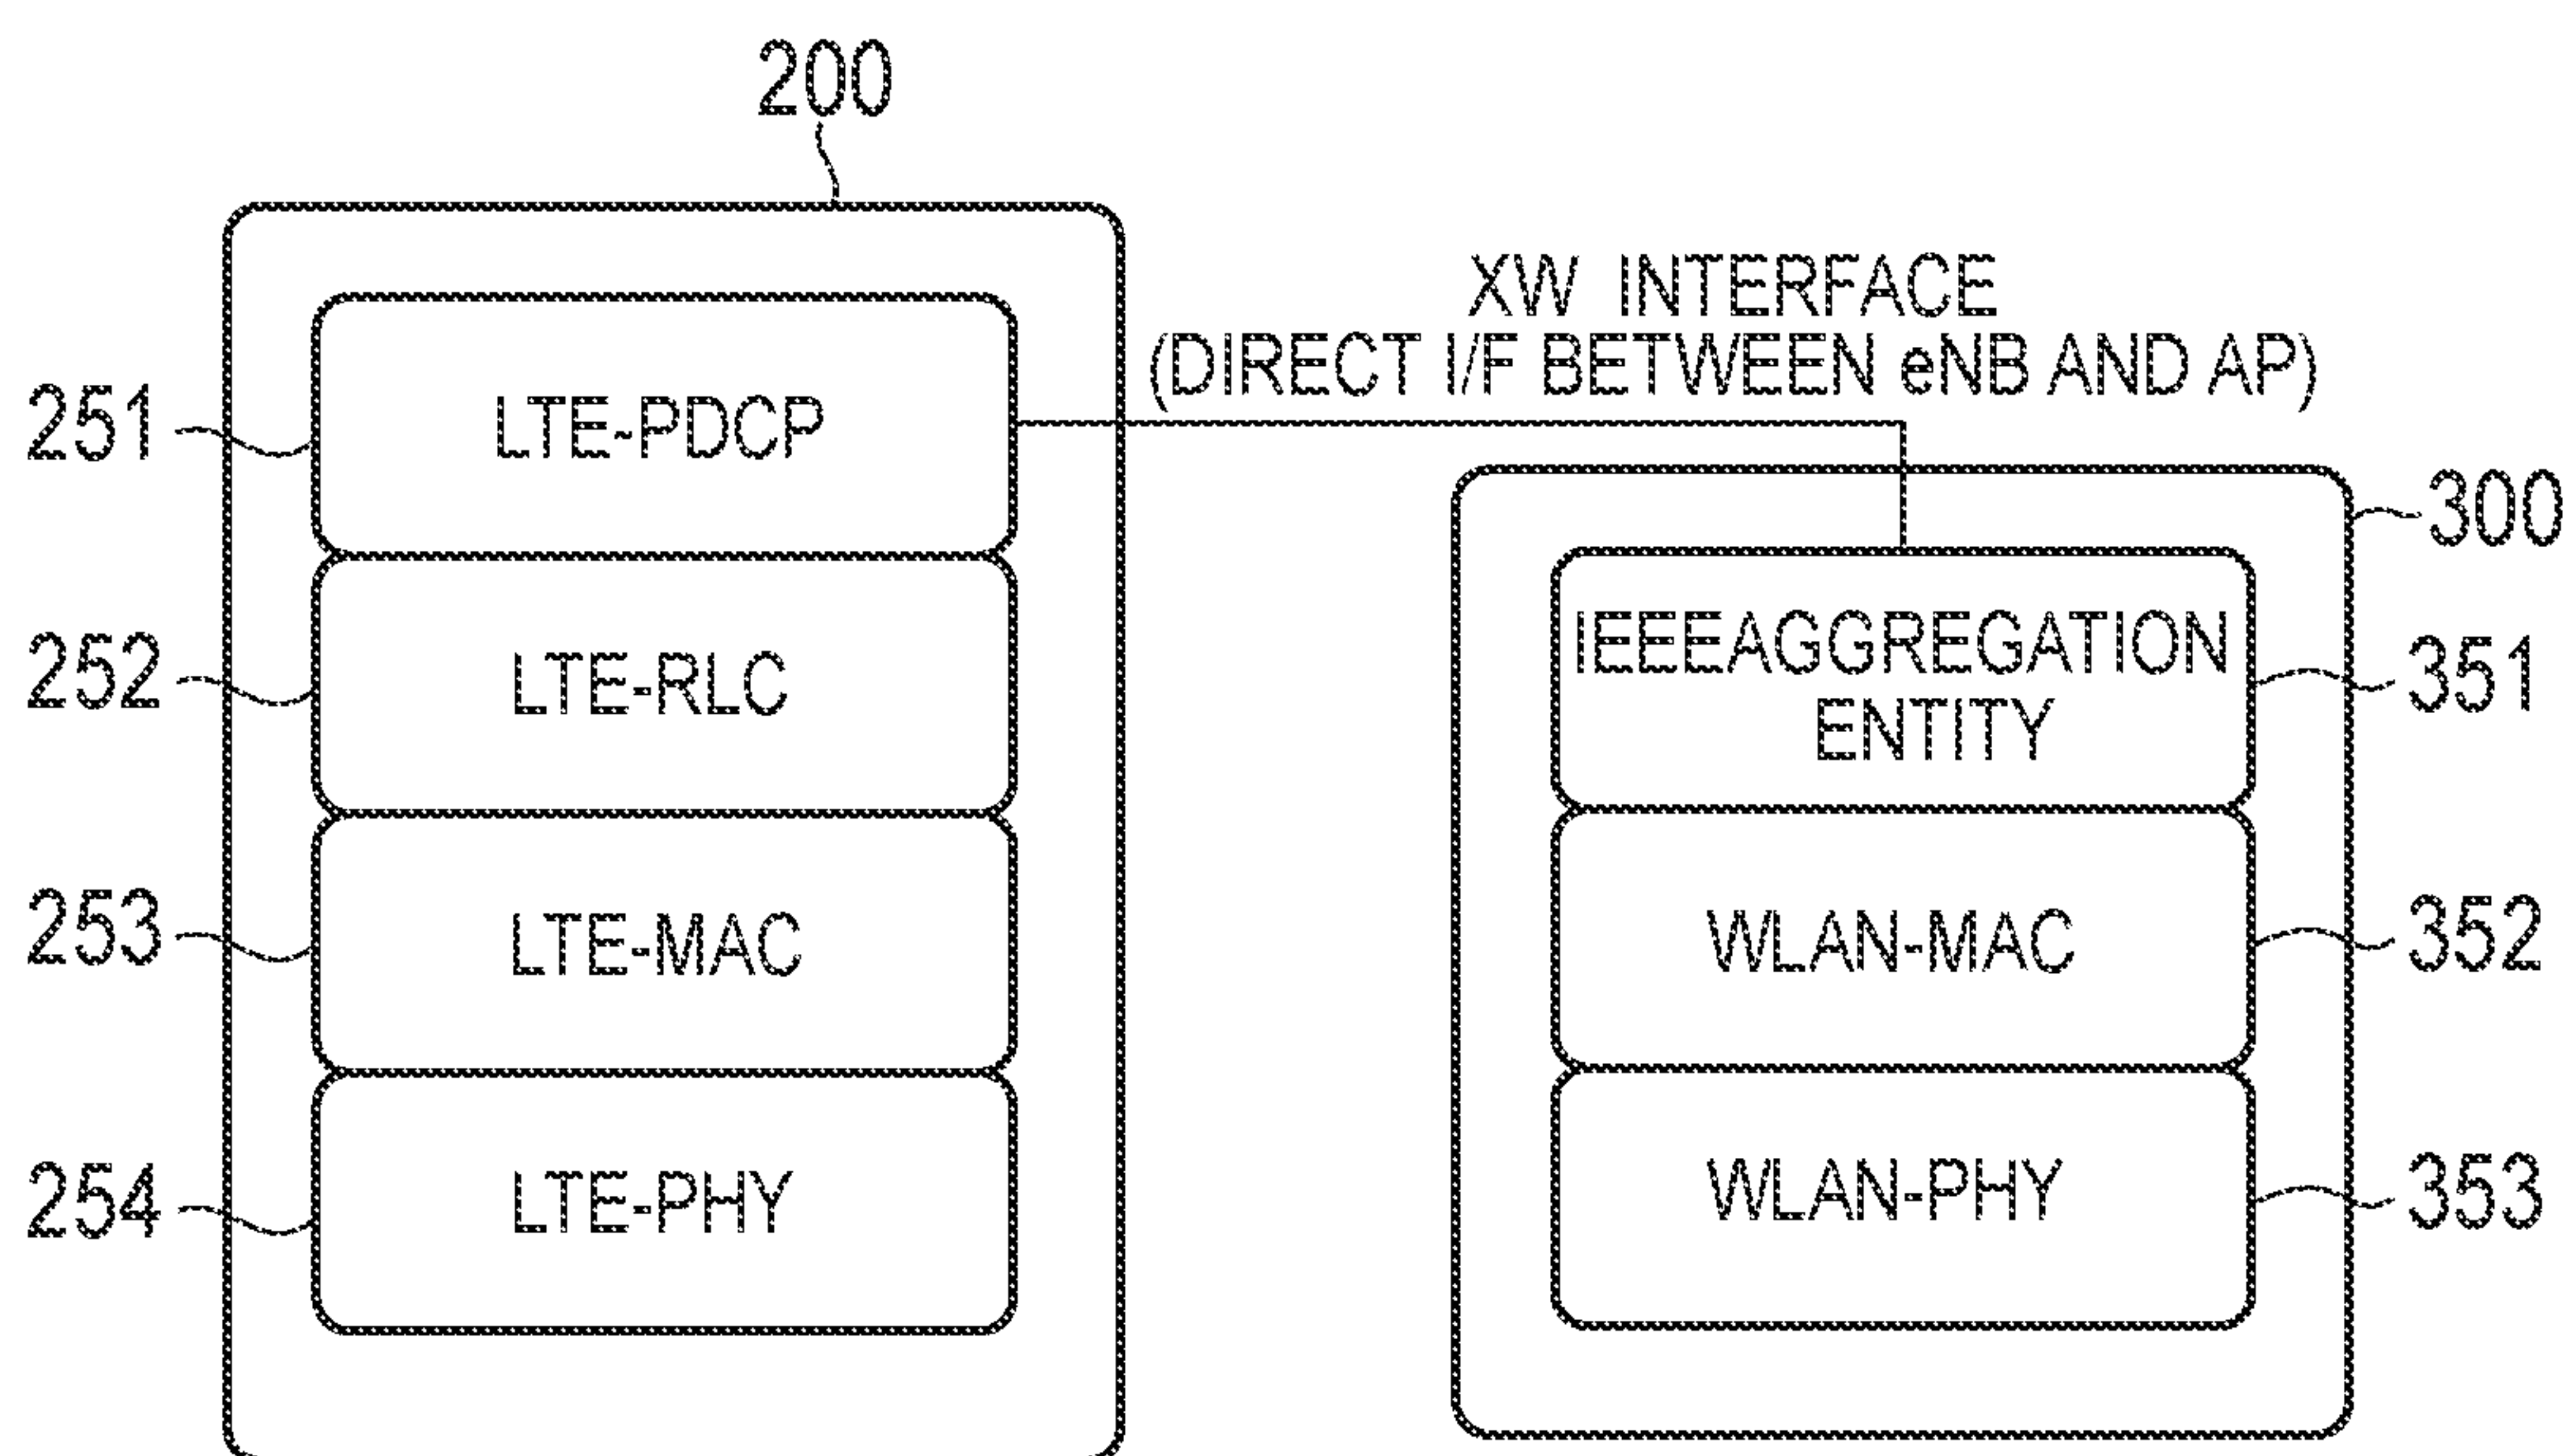 200
XW INTERFACE
(DIRECT I/F BETWEEN eNB AND AP)
251
LTE-PDCP
300
252
LTE-RLC
IEEEAGGREGATION
ENTITY
351
253
LTE-MAC
WLAN-MAC
352
254
LTE-PHY
WLAN-PHY
353